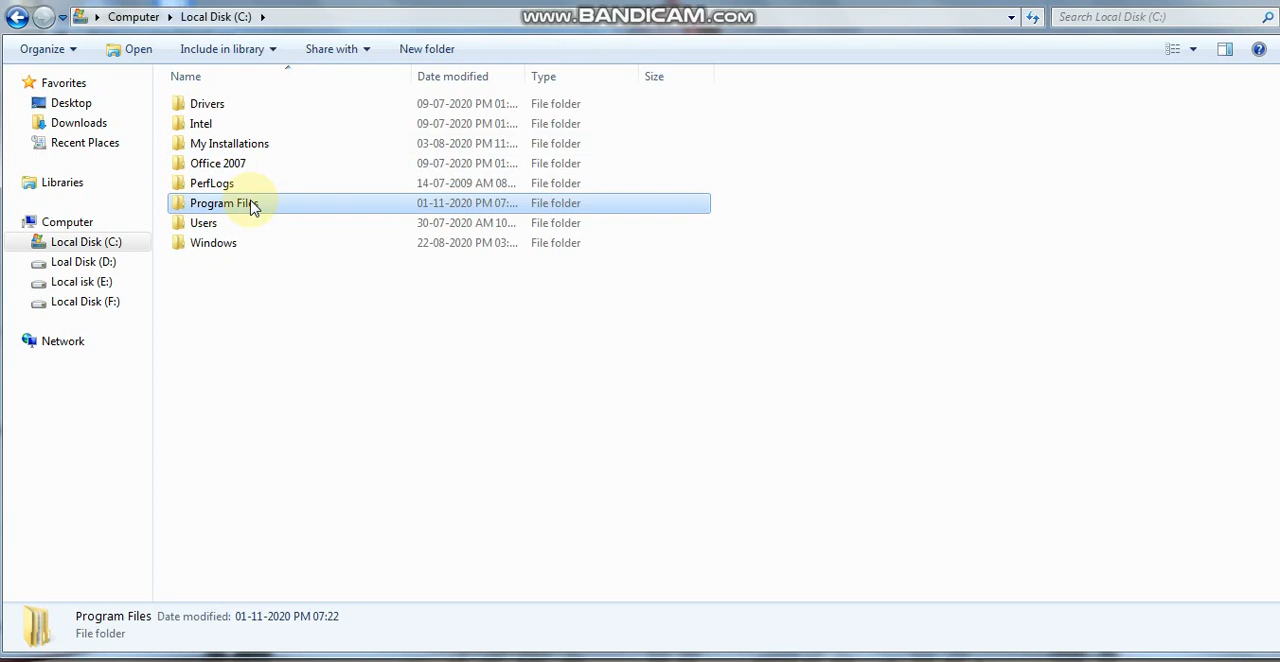 Computer Local Disk (C:)
www.BANDICAM.com
Search Local Disk (C:)
Organize Open Include in library Share with New folder
Name Date modified Type Size
Favorites
Desktop
Downloads
Recent Places
Libraries
Computer
Local Disk (C:)
Loal Disk (D:)
Local isk (E:)
Local Disk (F:)
Network
Drivers 09-07-2020 PM 01:... File folder
Intel 09-07-2020 PM 01:... File folder
My Installations 03-08-2020 PM 11:... File folder
Office 2007 09-07-2020 PM 01:... File folder
PerfLogs 14-07-2009 AM 08... File folder
Program Files 01-11-2020 PM 07:... File folder
Users 30-07-2020 AM 10... File folder
Windows 22-08-2020 PM 03:... File folder
Program Files Date modified: 01-11-2020 PM 07:22
File folder